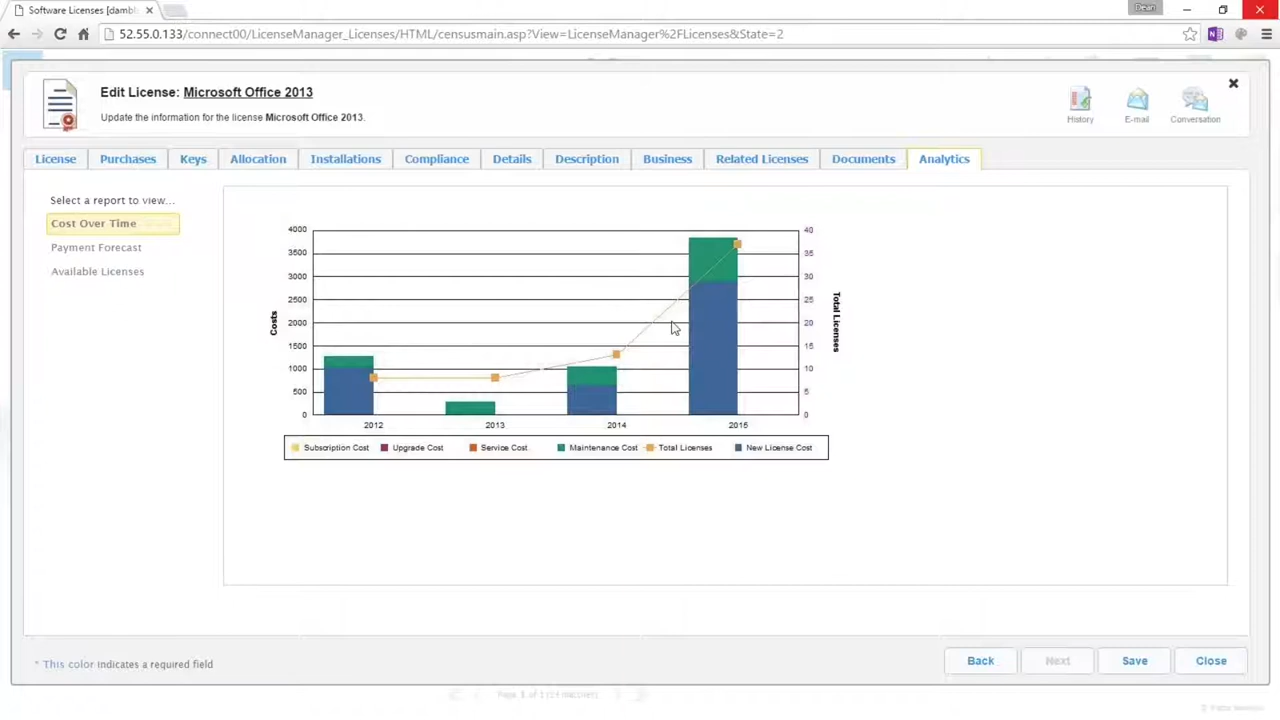 Software Licenses [dambl
Dean
52.55.0.133/connect00/LicenseManager_Licenses/HTML/censusmain.asp?View=LicenseManager%2FLicenses&State=2
Edit License: Microsoft Office 2013
Update the information for the license Microsoft Office 2013.
History
E-mail
Conversation
License
Purchases
Keys
Allocation
Installations
Compliance
Details
Description
Business
Related Licenses
Documents
Analytics
Select a report to view...
Cost Over Time
Payment Forecast
Available Licenses
4000
3500
3000
2500
2000
1500
1000
500
0
Costs
40
35
30
25
20
15
10
5
0
Total Licenses
2012
2013
2014
2015
Subscription Cost
Upgrade Cost
Service Cost
Maintenance Cost
Total Licenses
New License Cost
* This color indicates a required field
Back
Next
Save
Close